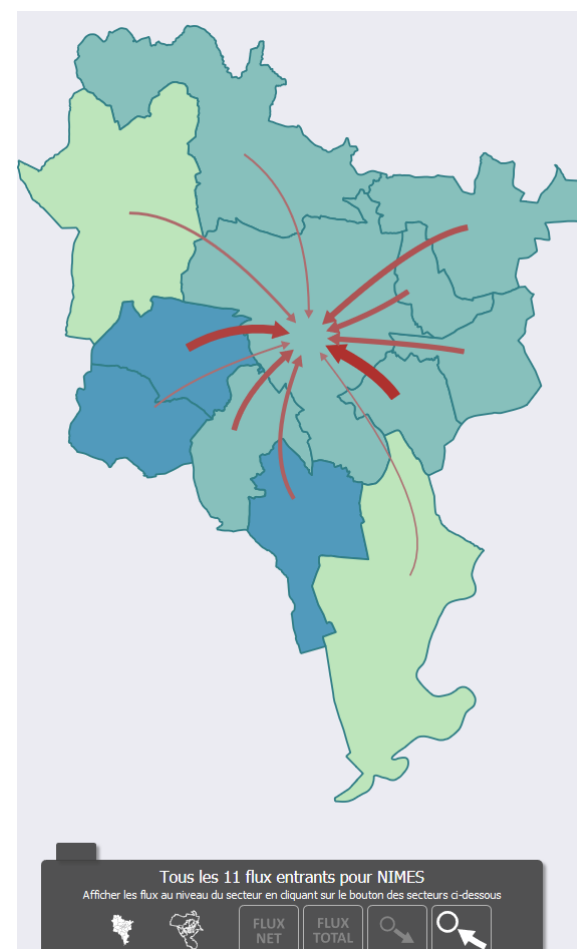 Tous les 11 flux entrants pour NIMES
Afficher les flux au niveau du secteur en cliquant sur le bouton des secteurs ci-dessous
FLUX
NET
FLUX
TOTAL